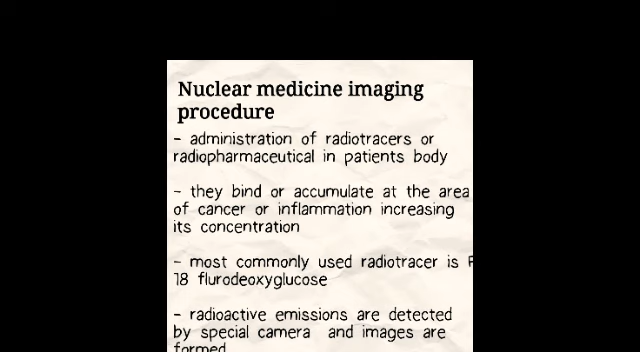 Nuclear medicine imaging
procedure
- administration of radiotracers or
radiopharmaceutical in patients body
- they bind or accumulate at the area
of cancer or inflammation increasing
its concentration
- most commonly used radiotracer is F
18 flurodeoxyglucose
- radioactive emissions are detected
by special camera and images are
formed